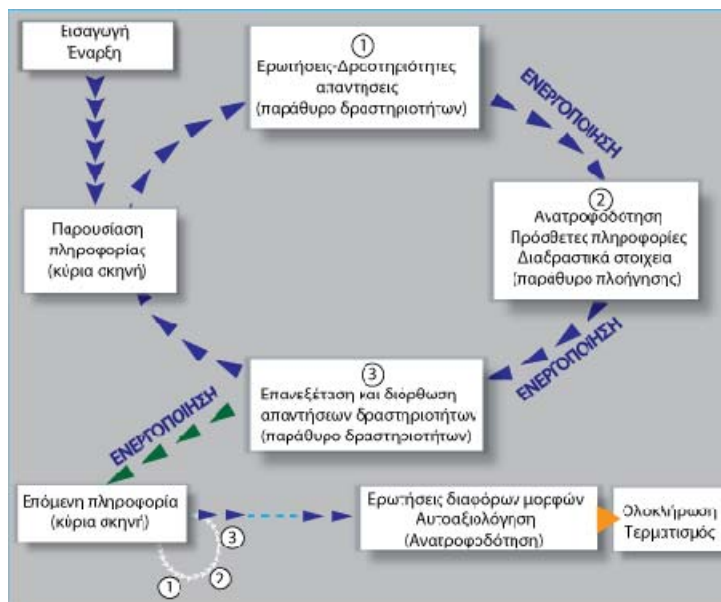 Εισαγωγή
Έναρξη
①
Ερωτήσεις-Δραστηριότητες
απαντησεις
(παράθυρο δραστηριοτήτων)
ΕΝΕΡΓΟΠΟΙΗΣΗ
②
Ανατροφοδότηση
Πρόσθετες πληροφορίες
Διαδραστικά στοιχεια
(παράθυρο πλοήγησης)
Παρουσίαση
πληροφορίας
(κύρια σκηνή)
ΕΝΕΡΓΟΠΟΙΗΣΗ
③
Επανεξέταση και διόρθωση
απαντήσεων δραστηριοτήτων
(παράθυρο δραστηριοτήτων)
ΕΝΕΡΓΟΠΟΙΗΣΗ
Επόμενη πληροφορία
(κύρια σκηνή)
③
②
①
Ερωτήσεις διαφόρων μορφών
Αυτοαξιολόγηση
(Ανατροφοδότηση)
Ολοκλήρωση
Τερματισμός